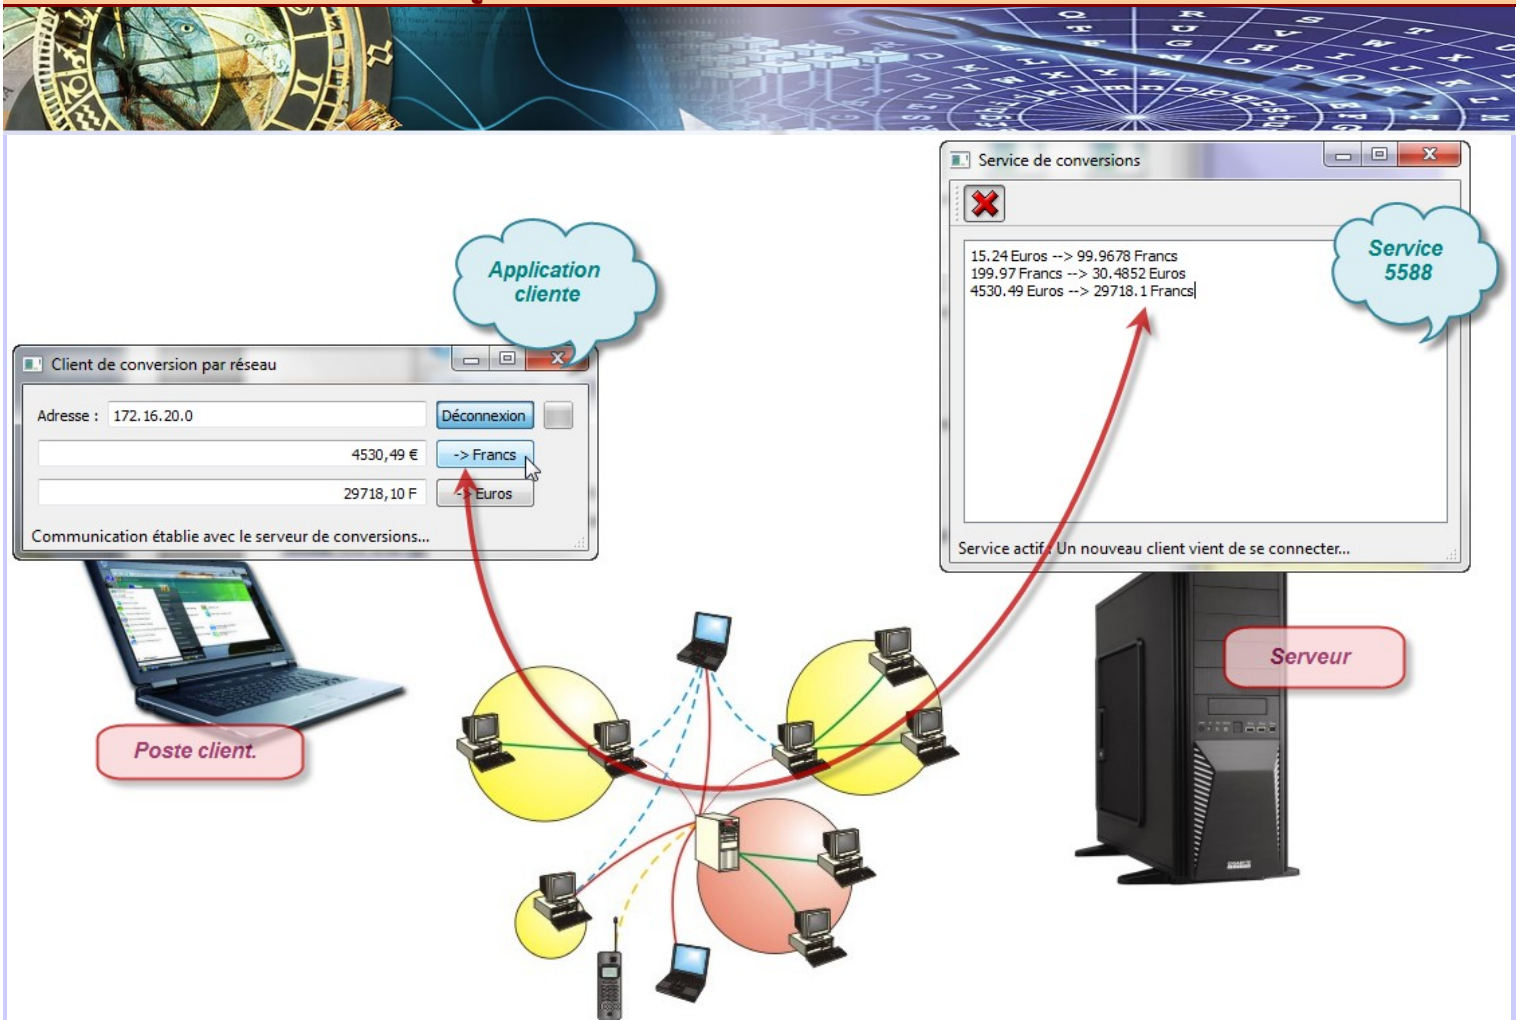 Service de conversions
Service
5588
15.24 Euros --> 99.9678 Francs
199.97 Francs --> 30.4852 Euros
4530.49 Euros --> 29718.1 Francs
Service actif : Un nouveau client vient de se connecter...
Application
cliente
Client de conversion par réseau
Adresse : 172.16.20.0 Déconnexion
4530,49 € -> Francs
29718,10 F -> Euros
Communication établie avec le serveur de conversions...
Poste client.
Serveur
GIGABYTE